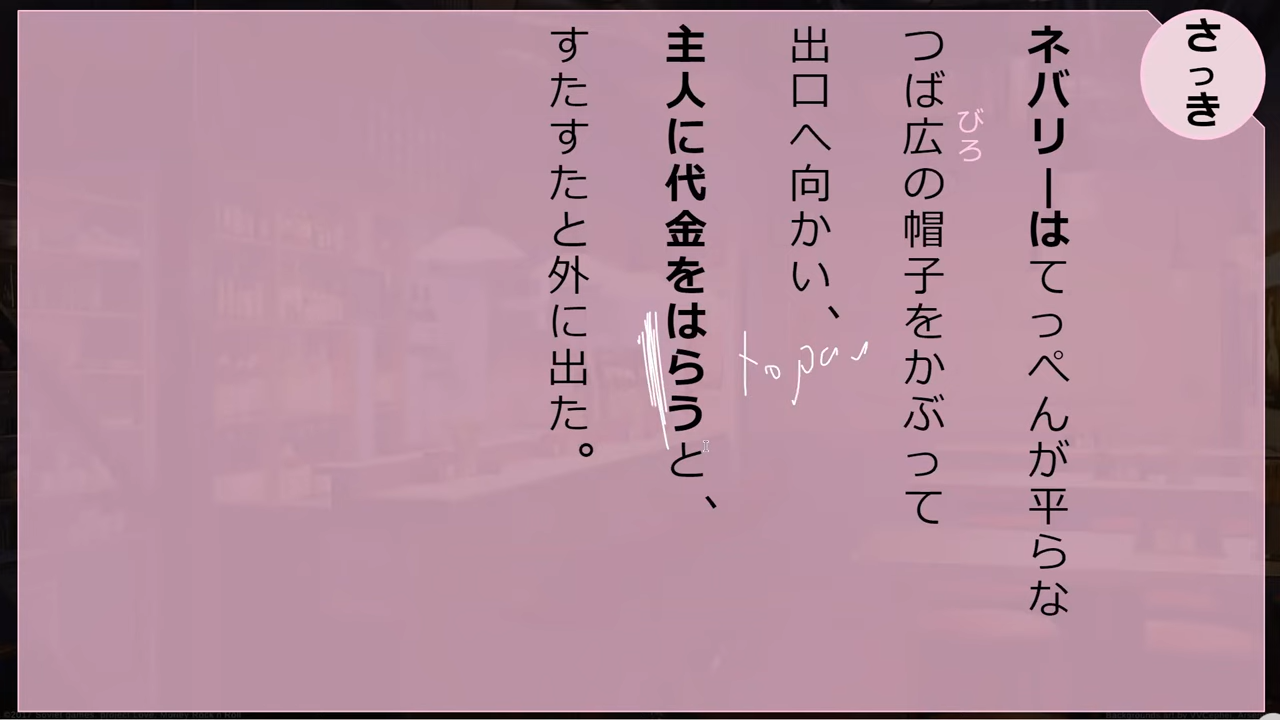 さっき
ネバリーはてっぺんが平らな
びろ
つば広の帽子をかぶって
出口へ向かい、
主人に代金をはらうと、
すたすたと外に出た。
to pay